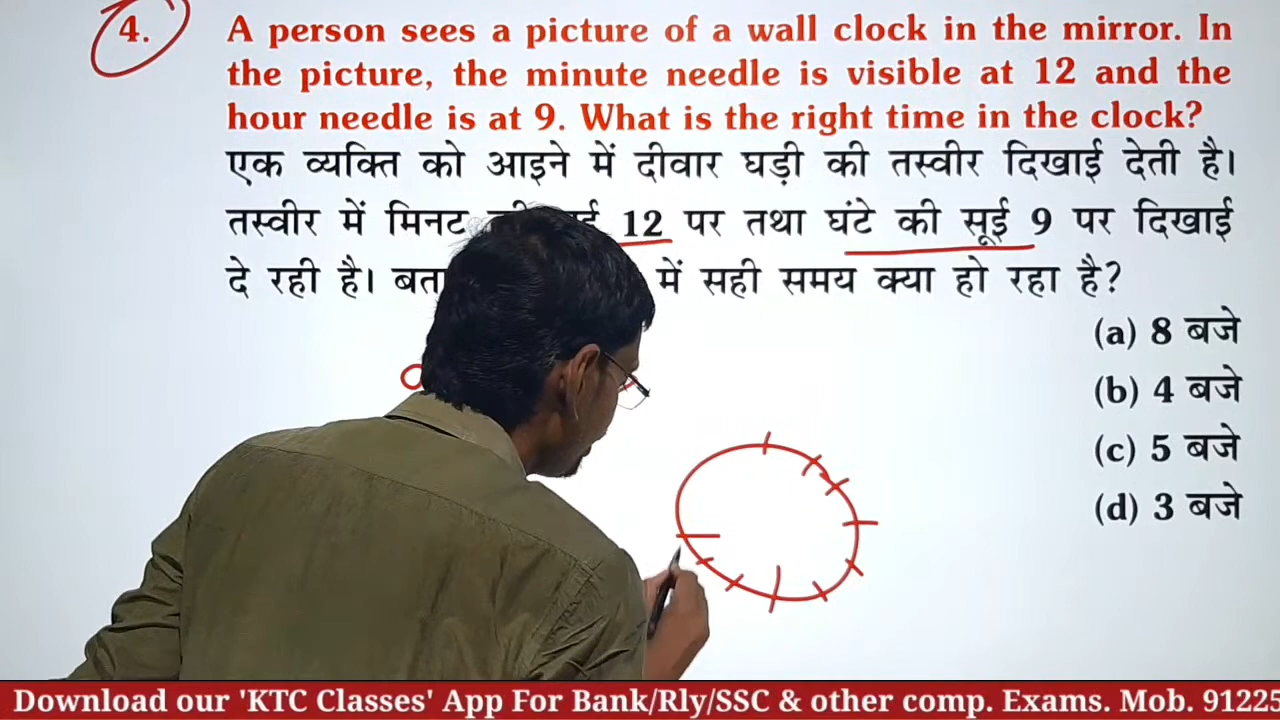 4. A person sees a picture of a wall clock in the mirror. In
the picture, the minute needle is visible at 12 and the
hour needle is at 9. What is the right time in the clock?
एक व्यक्ति को आइने में दीवार घड़ी की तस्वीर दिखाई देती है।
तस्वीर में मिनट 12 पर तथा घंटे की सूई 9 पर दिखाई
दे रही है। में सही समय क्या हो रहा है?
(a) 8 बजे
(b) 4 बजे
(c) 5 बजे
(d) 3 बजे
Download our 'KTC Classes' App For Bank/Rly/SSC & other comp. Exams. Mob. 91225